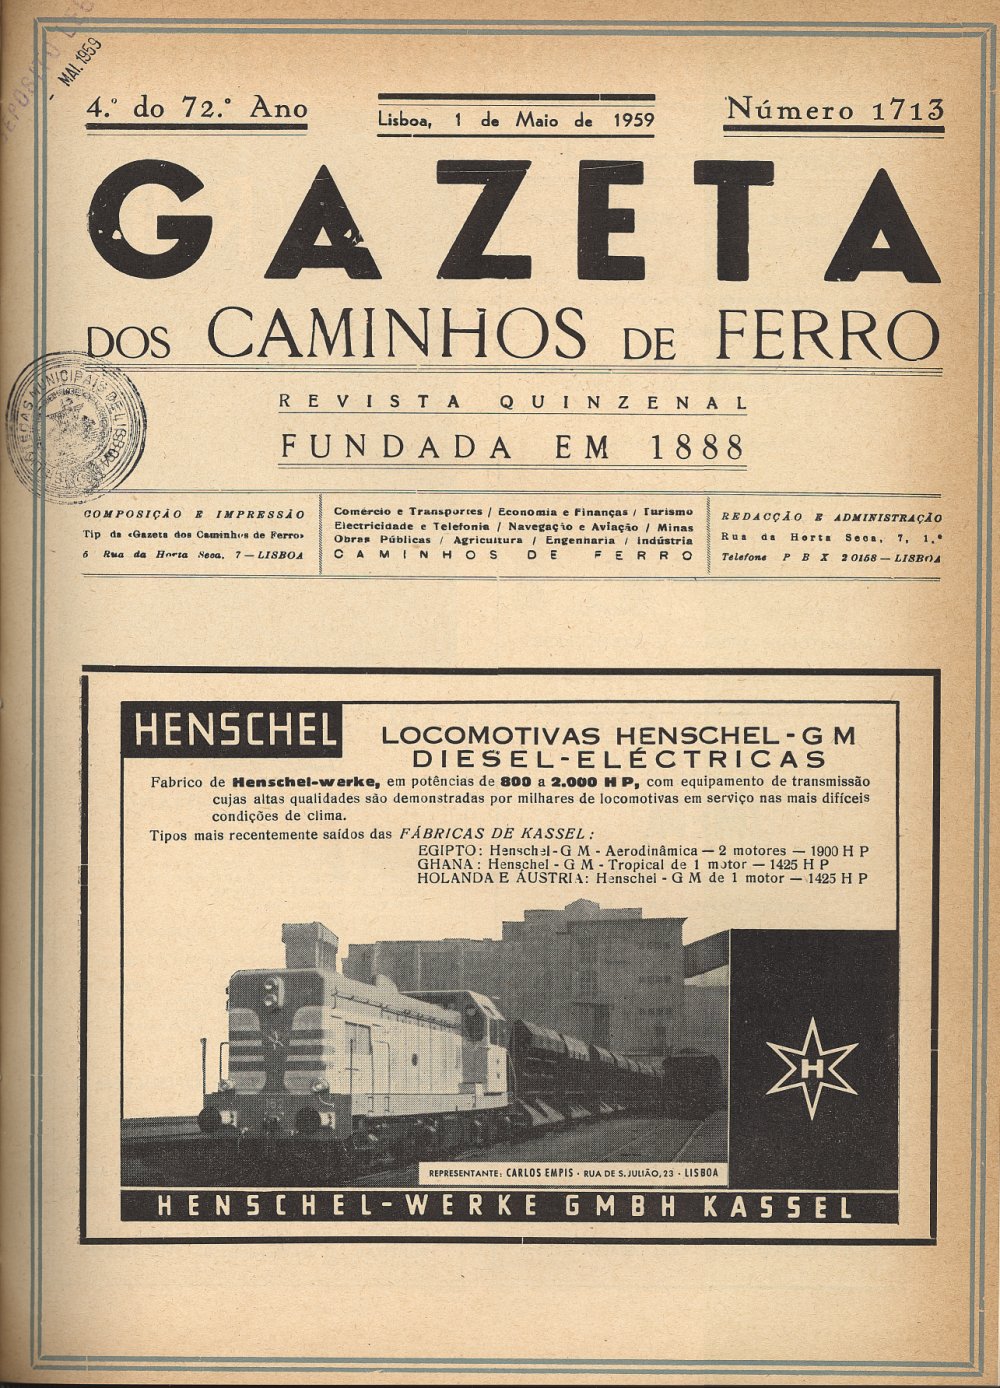 DEPOSITO LEG
MAI. 1959
4.º do 72.º Ano
Lisboa, 1 de Maio de 1959
Número 1713
GAZETA
DOS CAMINHOS DE FERRO
REVISTA QUINZENAL
FUNDADA EM 1888
MUNICIPAIS DE LISBOA
COMPOSIÇÃO E IMPRESSÃO
Tip da «Gazeta dos Caminhos de Ferro»
6 Rua da Horta Seca, 7 — LISBOA
Comércio e Transportes / Economia e Finanças / Turismo
Electricidade e Telefonia / Navegação e Aviação / Minas
Obras Públicas / Agricultura / Engenharia / Indústria
CAMINHOS DE FERRO
REDACÇÃO E ADMINISTRAÇÃO
Rua da Horta Seca, 7, 1.º
Telefone P B X 20158 — LISBOA
HENSCHEL
LOCOMOTIVAS HENSCHEL-G M
DIESEL-ELÉCTRICAS
Fabrico de Henschel-werke, em potências de 800 a 2.000 H P, com equipamento de transmissão
cujas altas qualidades são demonstradas por milhares de locomotivas em serviço nas mais difíceis
condições de clima.
Tipos mais recentemente saídos das FÁBRICAS DE KASSEL:
EGIPTO: Henschel-G M - Aerodinâmica — 2 motores — 1900 H P
GHANA: Henschel - G M - Tropical de 1 motor — 1425 H P
HOLANDA E ÁUSTRIA: Henschel - G M de 1 motor — 1425 H P
H
REPRESENTANTE: CARLOS EMPIS · RUA DE S. JULIÃO, 23 · LISBOA
HENSCHEL-WERKE GMBH KASSEL